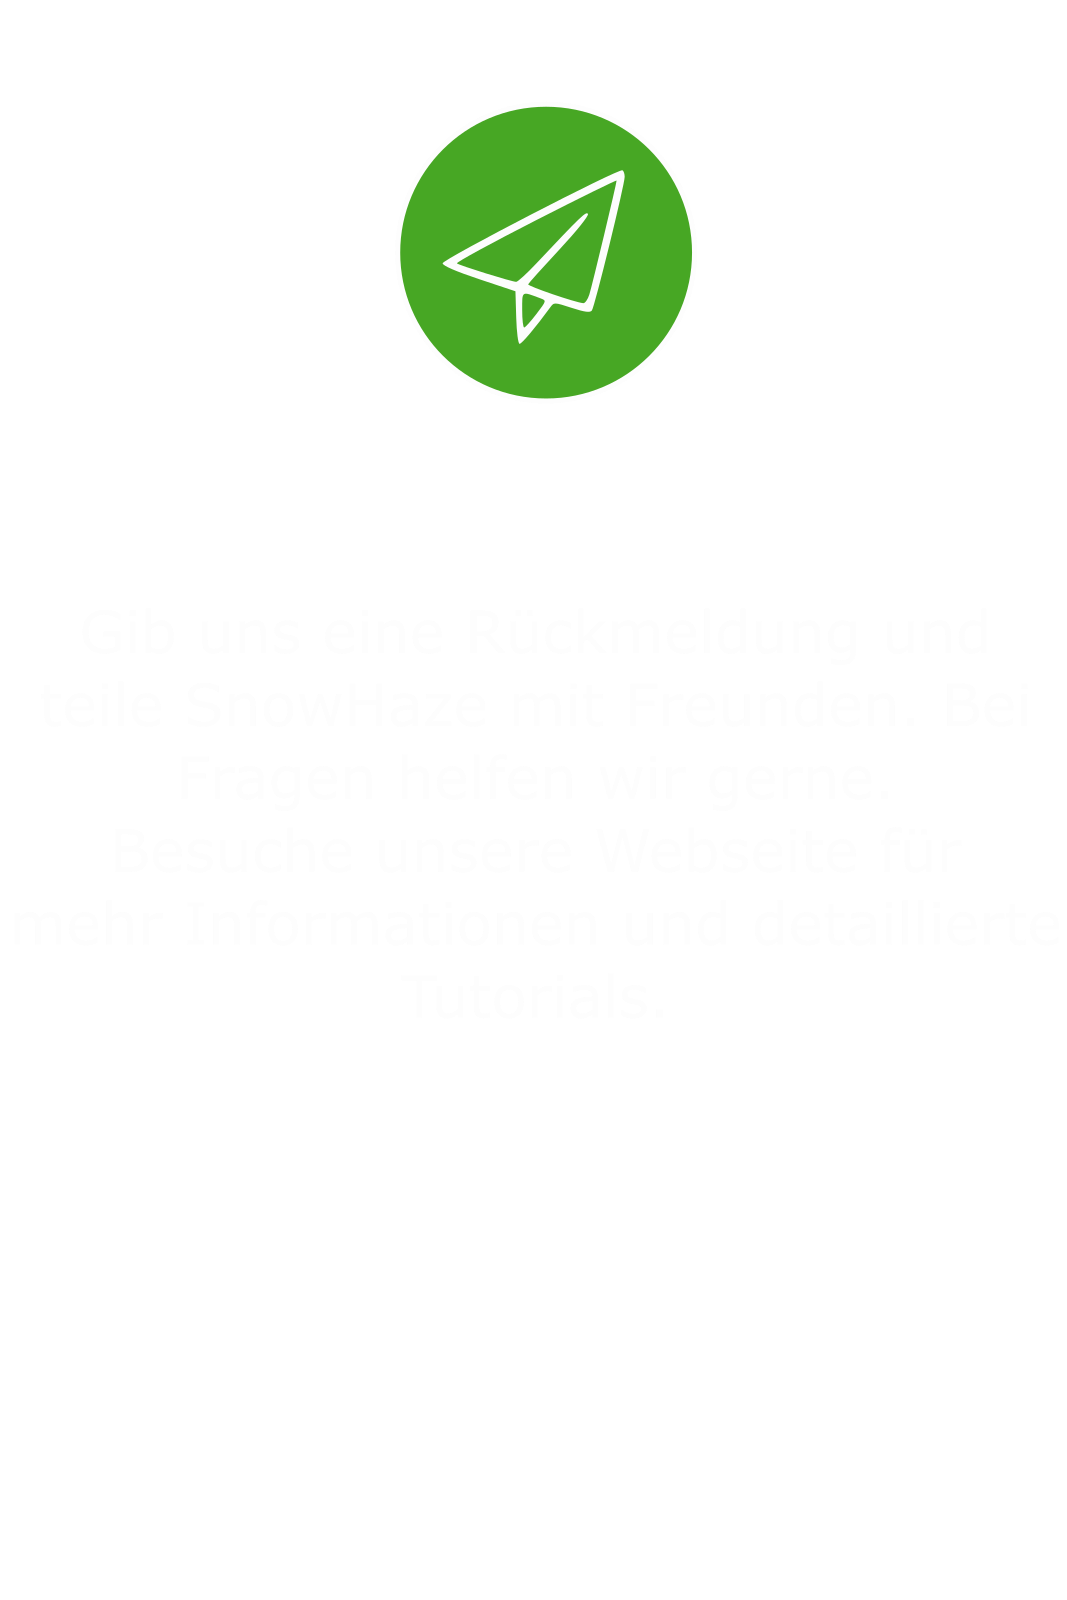 Gib uns eine Rückmeldung und
teile SnowHaze mit Freunden. Bei
Fragen helfen wir gerne.
Besuche unsere Webseite für
mehr Informationen und detaillierte
Tutorials.